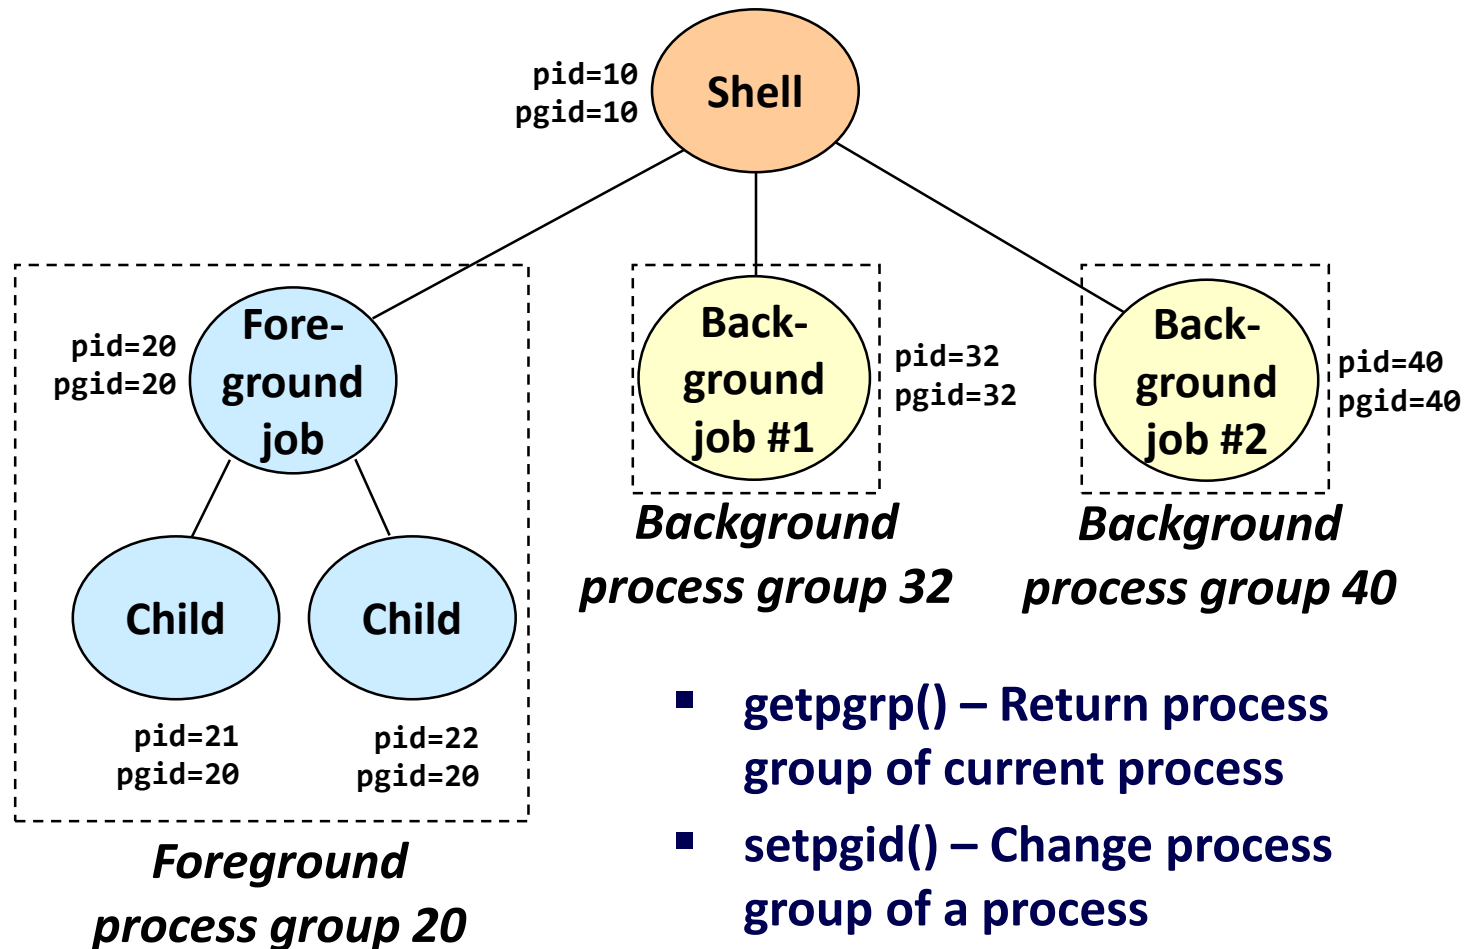 pid=10
pgid=10
Shell
pid=20
pgid=20
Fore-
ground
job
Back-
ground
job #1
pid=32
pgid=32
Back-
ground
job #2
pid=40
pgid=40
Background
process group 32
Background
process group 40
Child
Child
pid=21
pgid=20
pid=22
pgid=20
Foreground
process group 20
▪ getpgrp() – Return process
group of current process
▪ setpgid() – Change process
group of a process